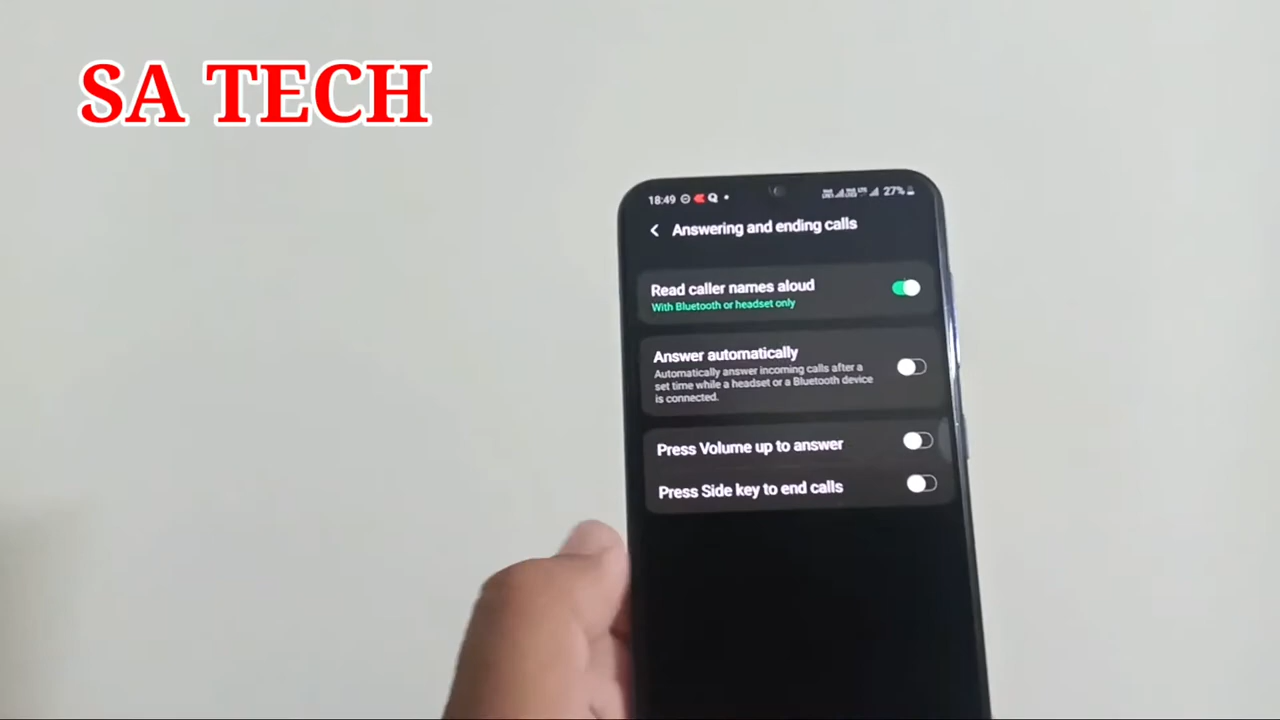 SA TECH
18:49
27%
Answering and ending calls
Read caller names aloud
With Bluetooth or headset only
Answer automatically
Automatically answer incoming calls after a
set time while a headset or a Bluetooth device
is connected.
Press Volume up to answer
Press Side key to end calls